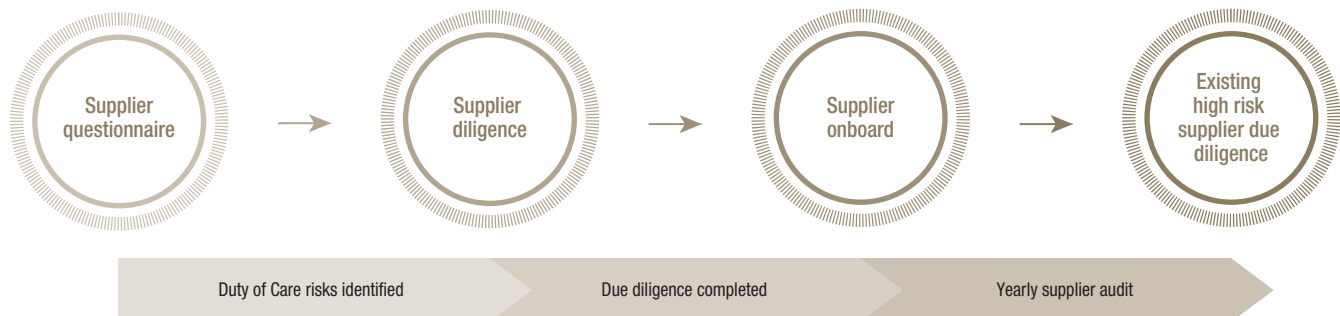 Supplier
questionnaire
Supplier
diligence
Supplier
onboard
Existing
high risk
supplier due
diligence
Duty of Care risks identified
Due diligence completed
Yearly supplier audit